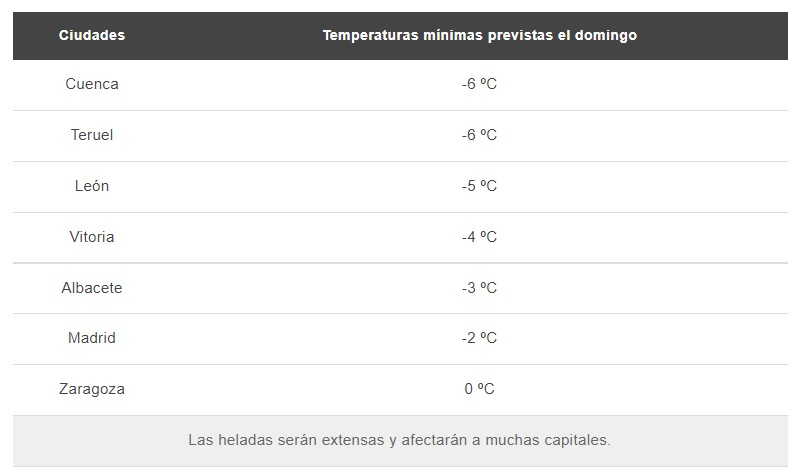 Ciudades Temperaturas mínimas previstas el domingo
Cuenca -6 ºC
Teruel -6 ºC
León -5 ºC
Vitoria -4 ºC
Albacete -3 ºC
Madrid -2 ºC
Zaragoza 0 ºC
Las heladas serán extensas y afectarán a muchas capitales.